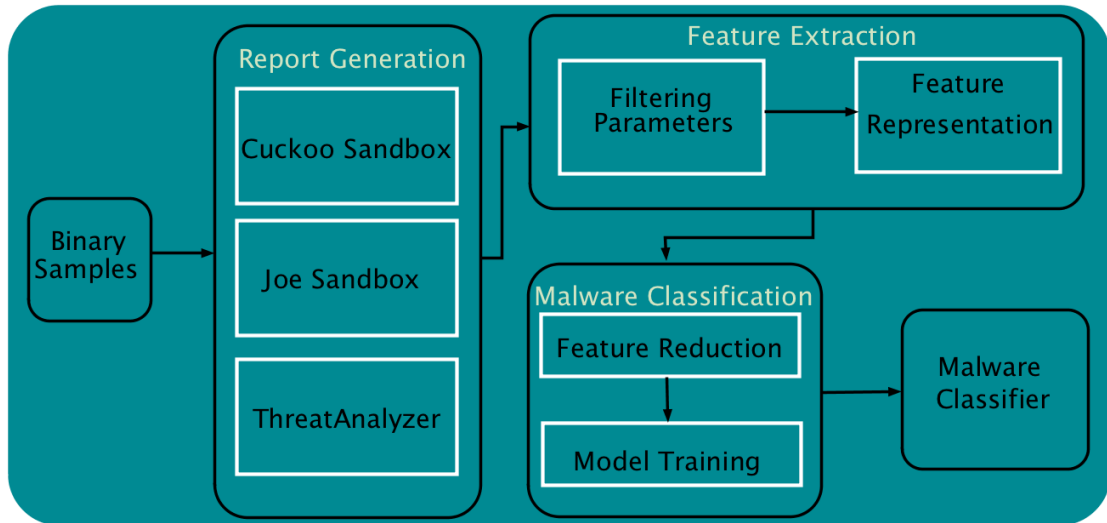 Binary
Samples
Report Generation
Cuckoo Sandbox
Joe Sandbox
ThreatAnalyzer
Feature Extraction
Filtering
Parameters
Feature
Representation
Malware Classification
Feature Reduction
Model Training
Malware
Classifier